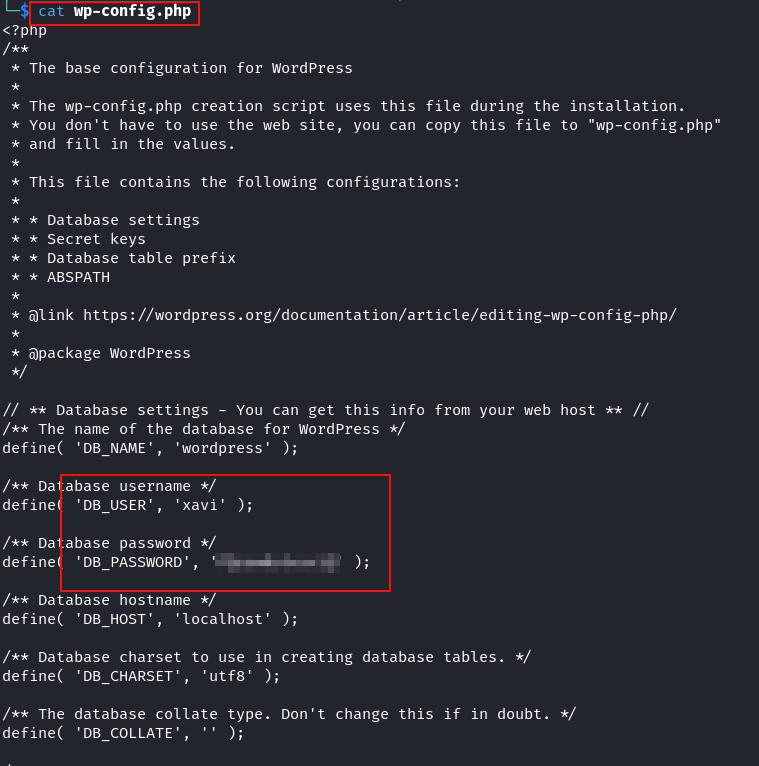 └─$ cat wp-config.php
<?php
/**
 * The base configuration for WordPress
 *
 * The wp-config.php creation script uses this file during the installation.
 * You don't have to use the web site, you can copy this file to "wp-config.php"
 * and fill in the values.
 *
 * This file contains the following configurations:
 *
 * * Database settings
 * * Secret keys
 * * Database table prefix
 * * ABSPATH
 *
 * @link https://wordpress.org/documentation/article/editing-wp-config-php/
 *
 * @package WordPress
 */

// ** Database settings - You can get this info from your web host ** //
/** The name of the database for WordPress */
define( 'DB_NAME', 'wordpress' );

/** Database username */
define( 'DB_USER', 'xavi' );

/** Database password */
define( 'DB_PASSWORD', '' );

/** Database hostname */
define( 'DB_HOST', 'localhost' );

/** Database charset to use in creating database tables. */
define( 'DB_CHARSET', 'utf8' );

/** The database collate type. Don't change this if in doubt. */
define( 'DB_COLLATE', '' );